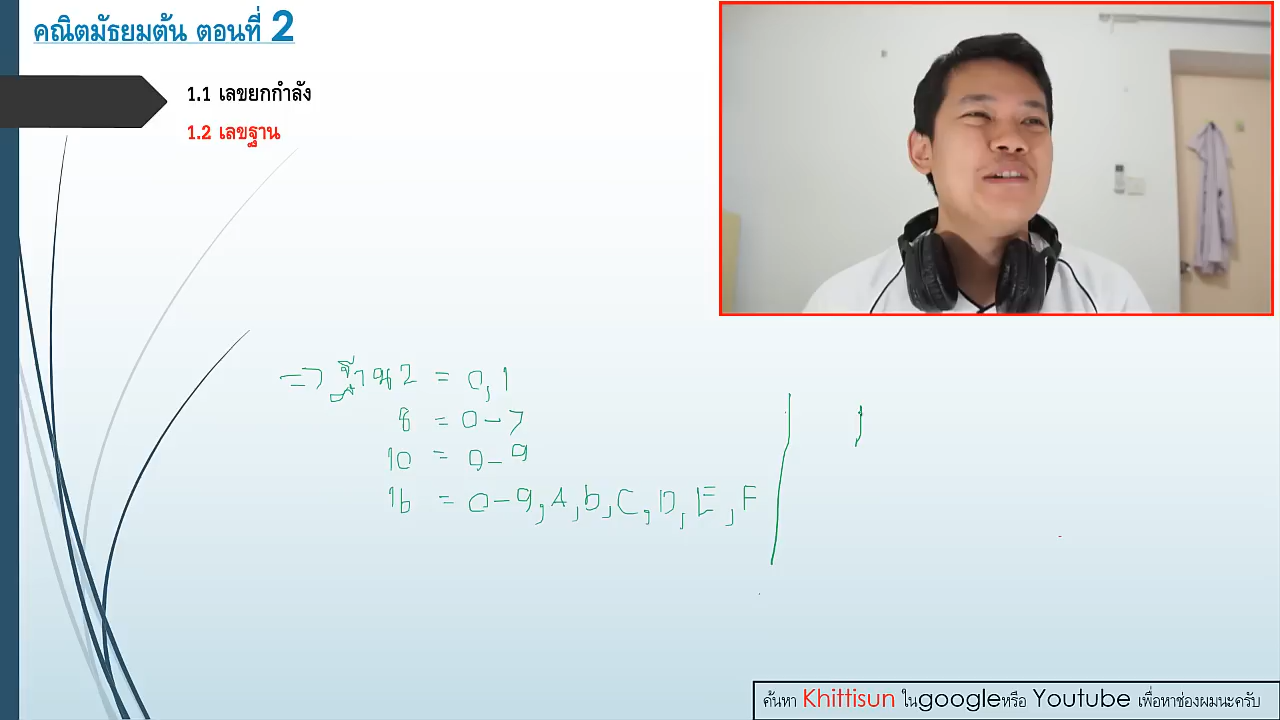 คณิตมัธยมต้น ตอนที่ 2
1.1 เลขยกกำลัง
1.2 เลขฐาน
=> ฐาน 2 = 0,1
8 = 0-7
10 = 0-9
16 = 0-9,A,b,C,D,E,F
1
ค้นหา Khittisun ในgoogleหรือ Youtube เพื่อหาช่องผมนะครับ